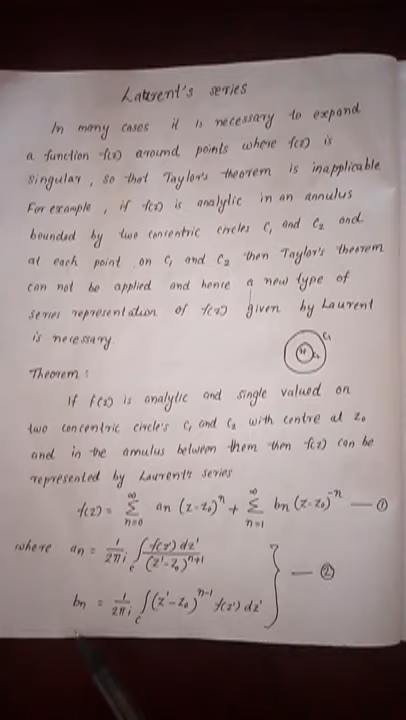 Laurent's series
In many cases it is necessary to expand
a function f(z) around points where f(z) is
singular, so that Taylor's theorem is inapplicable
For example, if f(z) is analytic in an annulus
bounded by two concentric circles C₁ and C₂ and
at each point on C₁ and C₂ then Taylor's theorem
can not be applied and hence a new type of
series representation of f(z) given by Laurent
is necessary.
C₁
Theorem:
If f(z) is analytic and single valued on
two concentric circle's C₁ and C₂ with centre at z₀
and in the annulus between them then f(z) can be
represented by Laurent's series
f(z) = ∞∑n=0 an (z-z₀)ⁿ + ∞∑n=1 bn (z-z₀)⁻ⁿ — ①
where an = 1/2πi ∫c f(z') dz'/(z'-z₀)ⁿ⁺¹
— ②
bn = 1/2πi ∫c (z'-z₀)ⁿ⁻¹ f(z') dz'